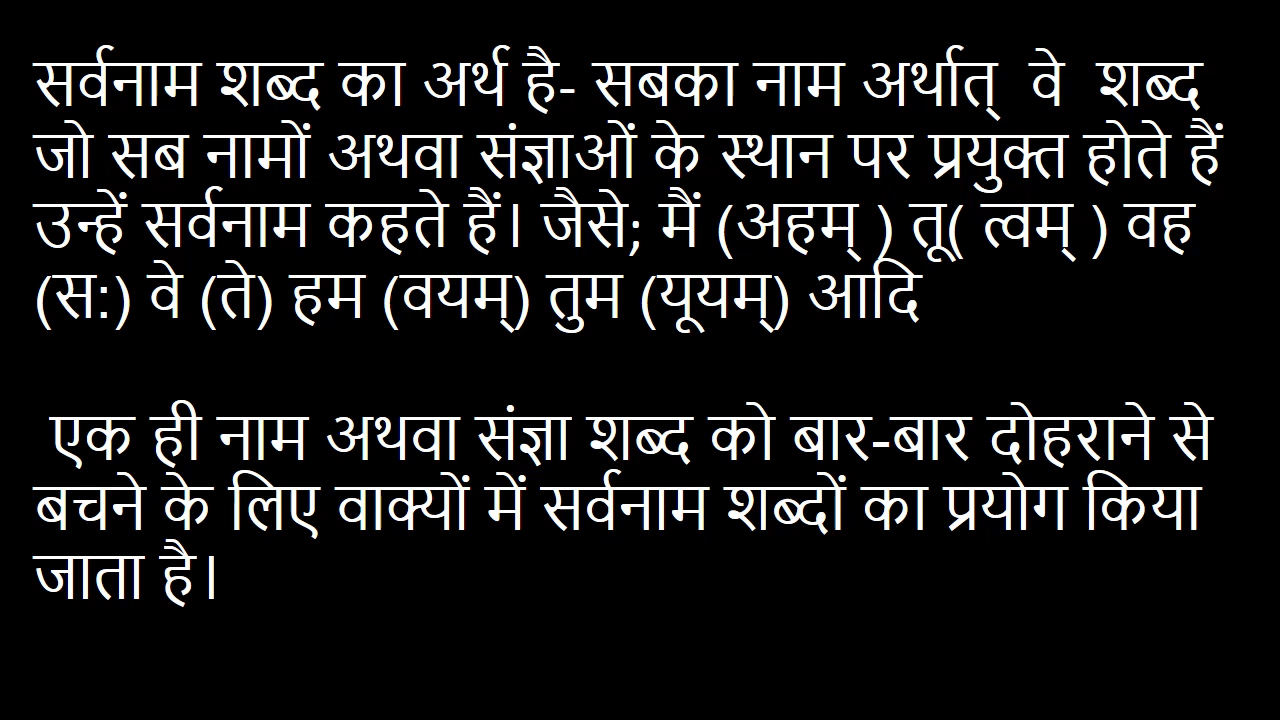 सर्वनाम शब्द का अर्थ है- सबका नाम अर्थात् वे शब्द
जो सब नामों अथवा संज्ञाओं के स्थान पर प्रयुक्त होते हैं
उन्हें सर्वनाम कहते हैं। जैसे; मैं (अहम् ) तू( त्वम् ) वह
(स:) वे (ते) हम (वयम्) तुम (यूयम्) आदि
एक ही नाम अथवा संज्ञा शब्द को बार-बार दोहराने से
बचने के लिए वाक्यों में सर्वनाम शब्दों का प्रयोग किया
जाता है।